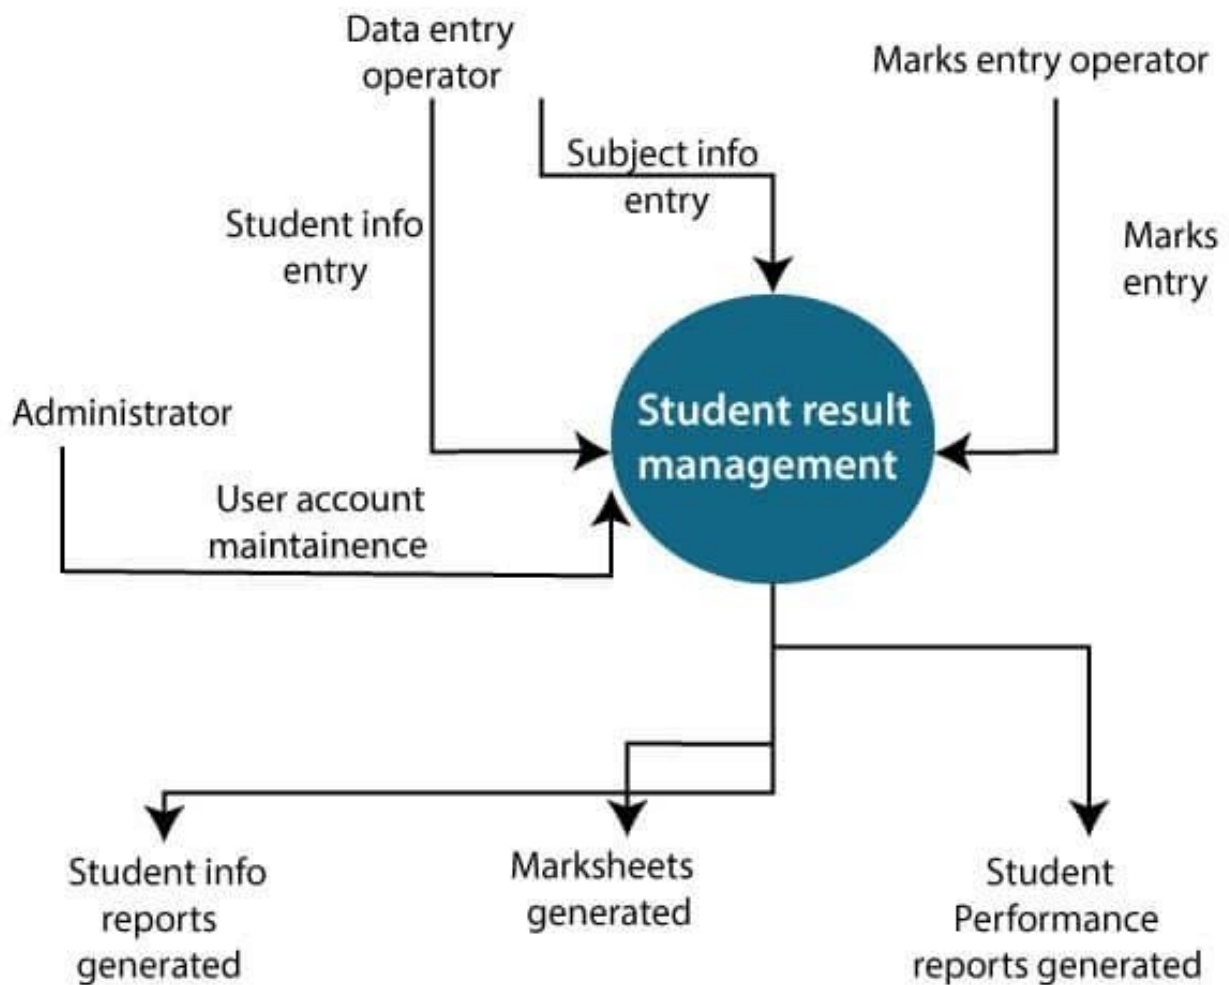 Data entry
operator
Marks entry operator
Subject info
entry
Student info
entry
Marks
entry
Administrator
Student result
management
User account
maintainence
Student info
reports
generated
Marksheets
generated
Student
Performance
reports generated